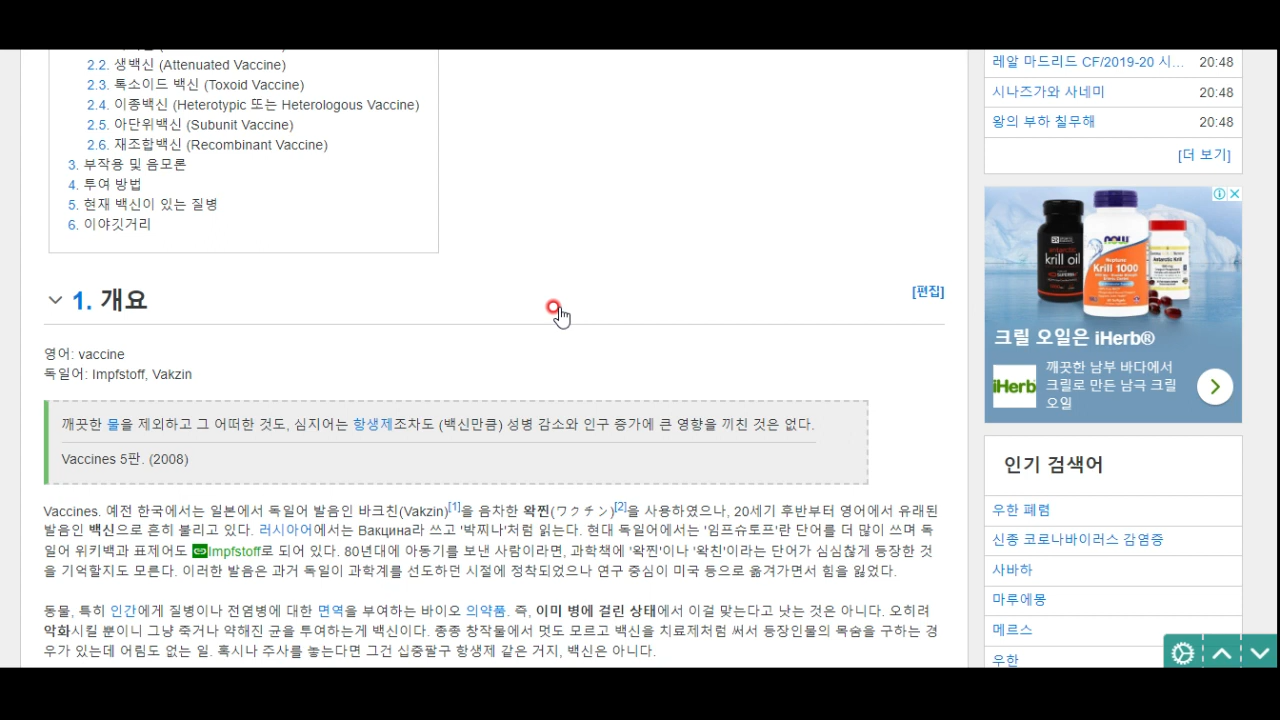 2.2. 생백신 (Attenuated Vaccine)
2.3. 톡소이드 백신 (Toxoid Vaccine)
2.4. 이종백신 (Heterotypic 또는 Heterologous Vaccine)
2.5. 아단위백신 (Subunit Vaccine)
2.6. 재조합백신 (Recombinant Vaccine)
3. 부작용 및 음모론
4. 투여 방법
5. 현재 백신이 있는 질병
6. 이야깃거리
1. 개요
[편집]
영어: vaccine
독일어: Impfstoff, Vakzin
깨끗한 물을 제외하고 그 어떠한 것도, 심지어는 항생제조차도 (백신만큼) 성병 감소와 인구 증가에 큰 영향을 끼친 것은 없다.
Vaccines 5판. (2008)
Vaccines. 예전 한국에서는 일본에서 독일어 발음인 바크친(Vakzin)[1]을 음차한 왁찐(ワクチン)[2]을 사용하였으나, 20세기 후반부터 영어에서 유래된
발음인 백신으로 흔히 불리고 있다. 러시아어에서는 Вакцина라 쓰고 '박찌나'처럼 읽는다. 현대 독일어에서는 '임프슈토프'란 단어를 더 많이 쓰며 독
일어 위키백과 표제어도 Impfstoff로 되어 있다. 80년대에 아동기를 보낸 사람이라면, 과학책에 '왁찐'이나 '왁친'이라는 단어가 심심찮게 등장한 것
을 기억할지도 모른다. 이러한 발음은 과거 독일이 과학계를 선도하던 시절에 정착되었으나 연구 중심이 미국 등으로 옮겨가면서 힘을 잃었다.
동물, 특히 인간에게 질병이나 전염병에 대한 면역을 부여하는 바이오 의약품. 즉, 이미 병에 걸린 상태에서 이걸 맞는다고 낫는 것은 아니다. 오히려
악화시킬 뿐이니 그냥 죽거나 약해진 균을 투여하는게 백신이다. 종종 창작물에서 멋도 모르고 백신을 치료제처럼 써서 등장인물의 목숨을 구하는 경
우가 있는데 어림도 없는 일. 혹시나 주사를 놓는다면 그건 십중팔구 항생제 같은 거지, 백신은 아니다.
레알 마드리드 CF/2019-20 시... 20:48
시나즈가와 사네미 20:48
왕의 부하 칠무해 20:48
[더 보기]
antarctic
krill oil
NOW
Neptune
Krill 1000
Antarctic Krill
크릴 오일은 iHerb®
iHerb
깨끗한 남부 바다에서
크릴로 만든 남극 크릴
오일
인기 검색어
우한 폐렴
신종 코로나바이러스 감염증
사바하
마루에몽
메르스
우한